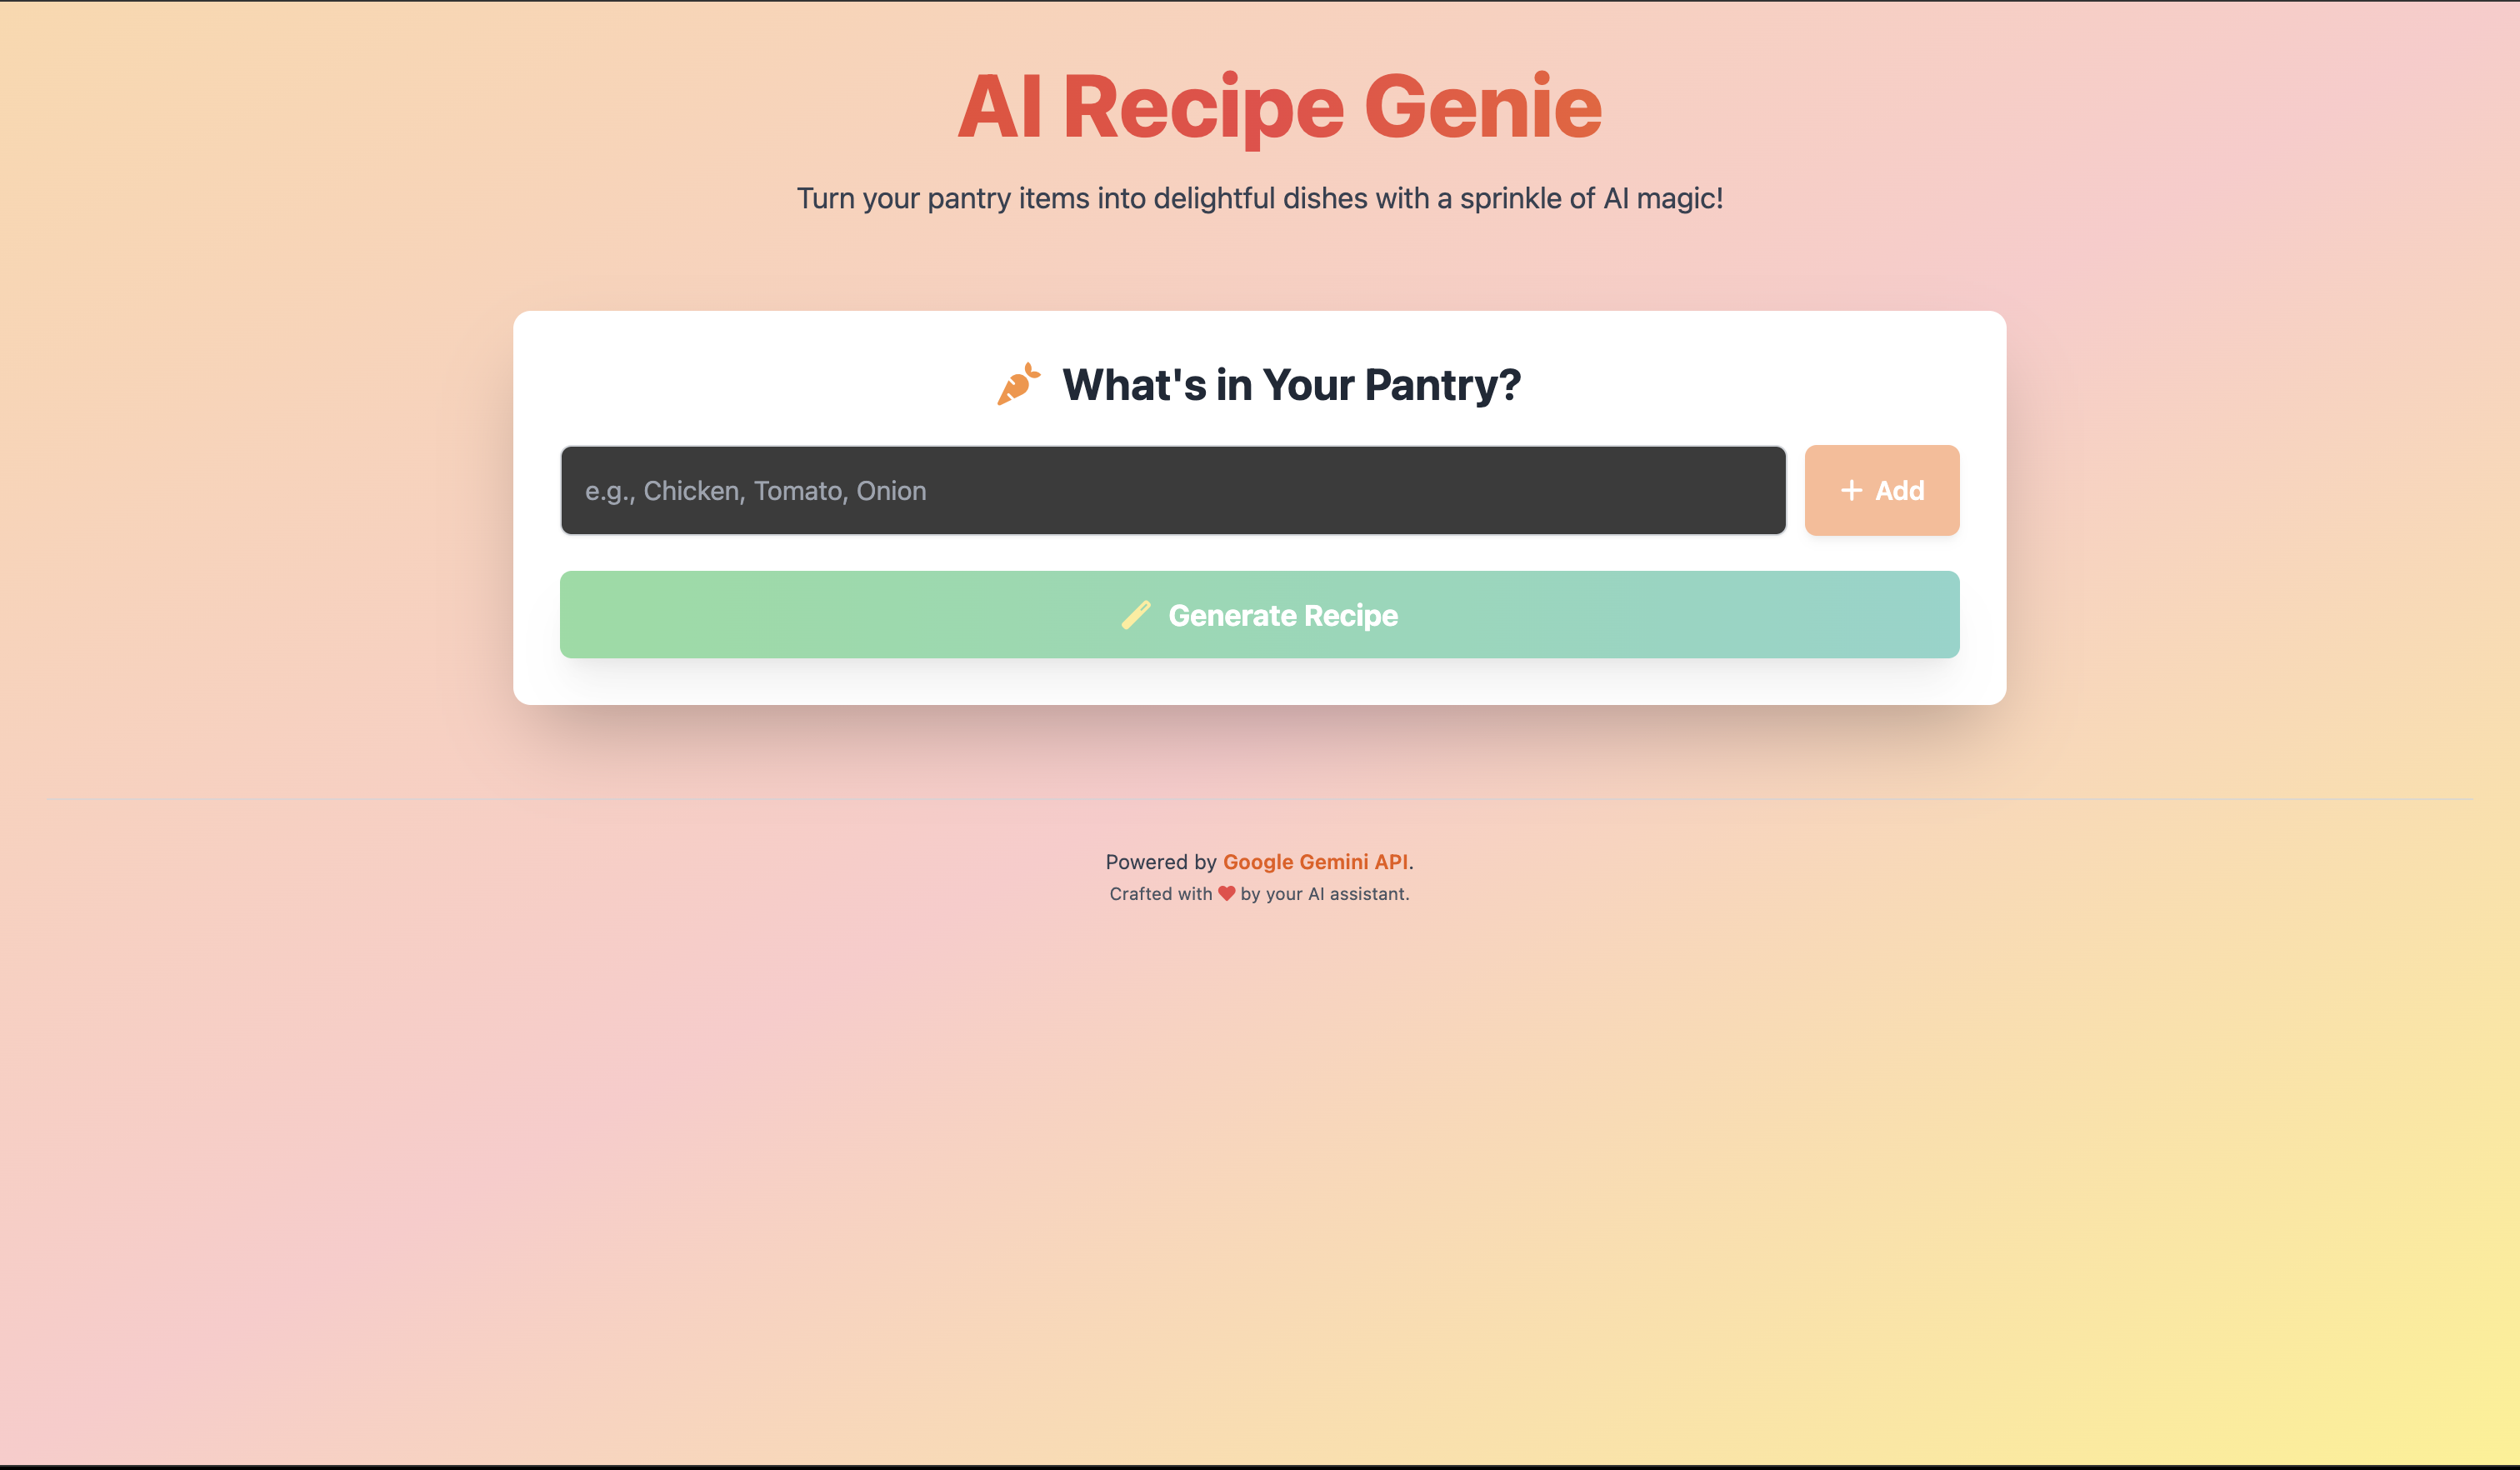 AI Recipe Genie
Turn your pantry items into delightful dishes with a sprinkle of AI magic!
What's in Your Pantry?
e.g., Chicken, Tomato, Onion
+ Add
Generate Recipe
Powered by Google Gemini API.
Crafted with ❤ by your AI assistant.